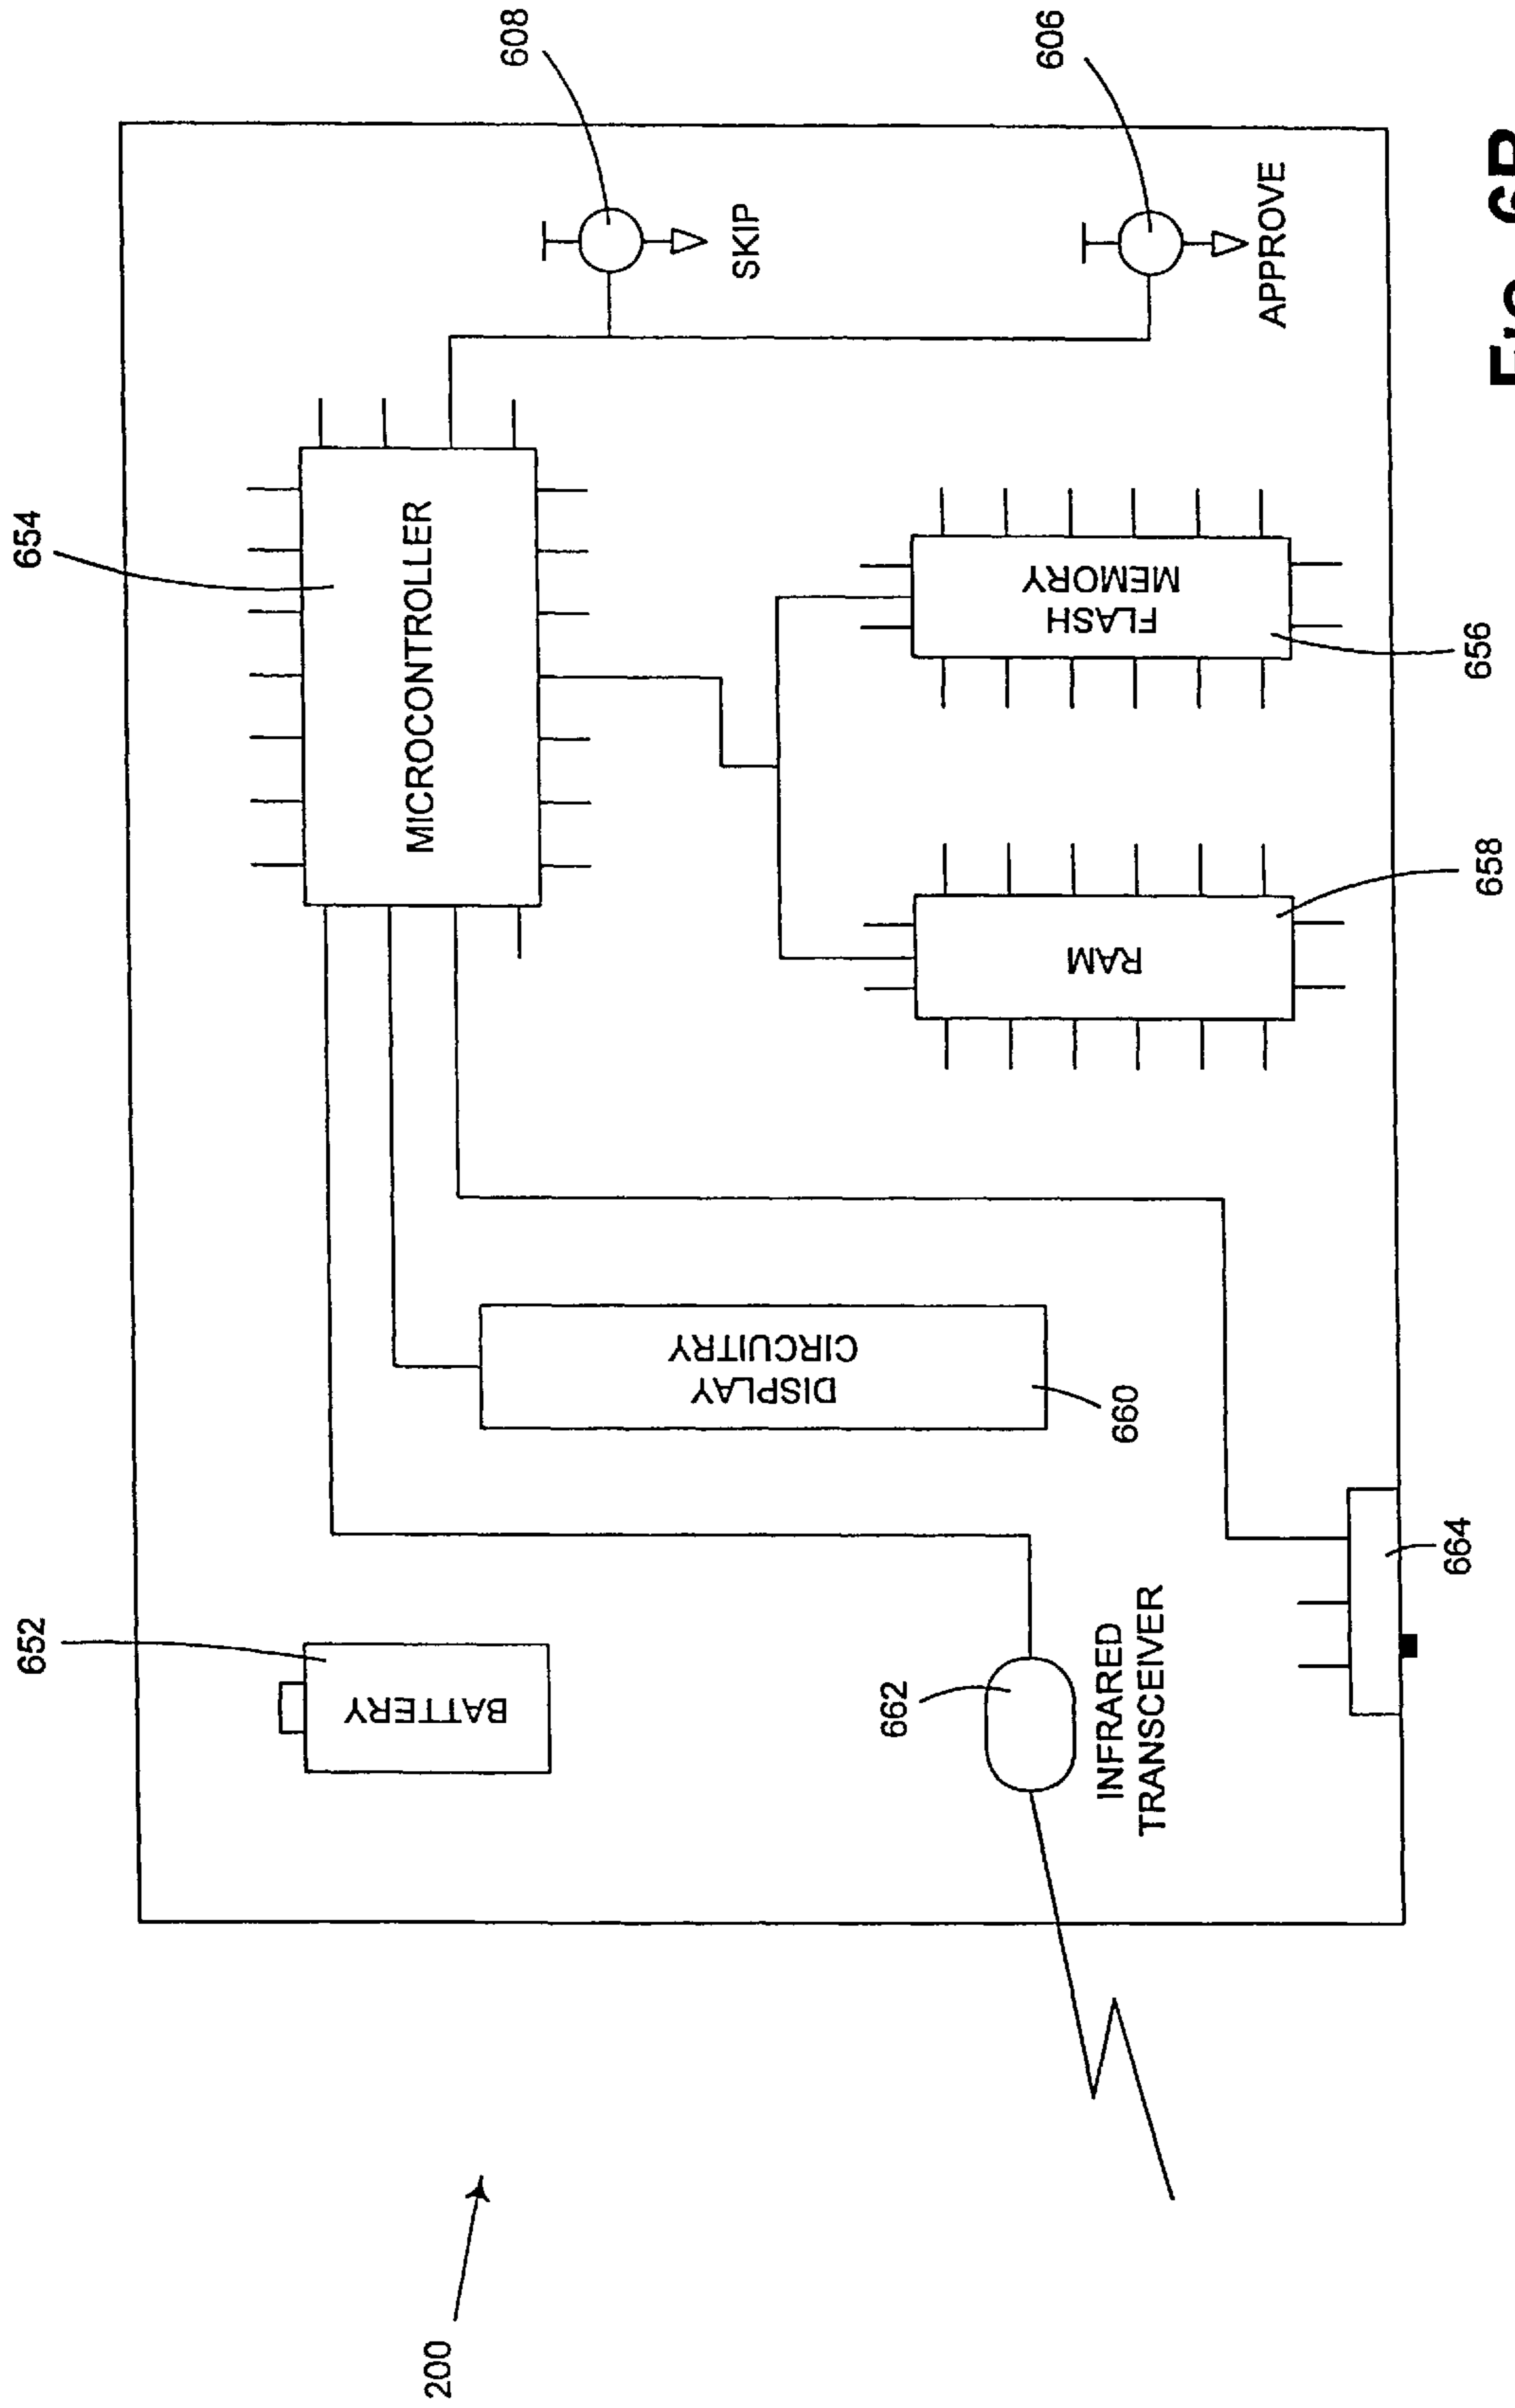 654
608
606
652
MICROCONTROLLER
SKIP
APPROVE
BATTERY
DISPLAY
CIRCUITRY
660
RAM
658
FLASH
MEMORY
656
662
INFRARED
TRANSCEIVER
664
200